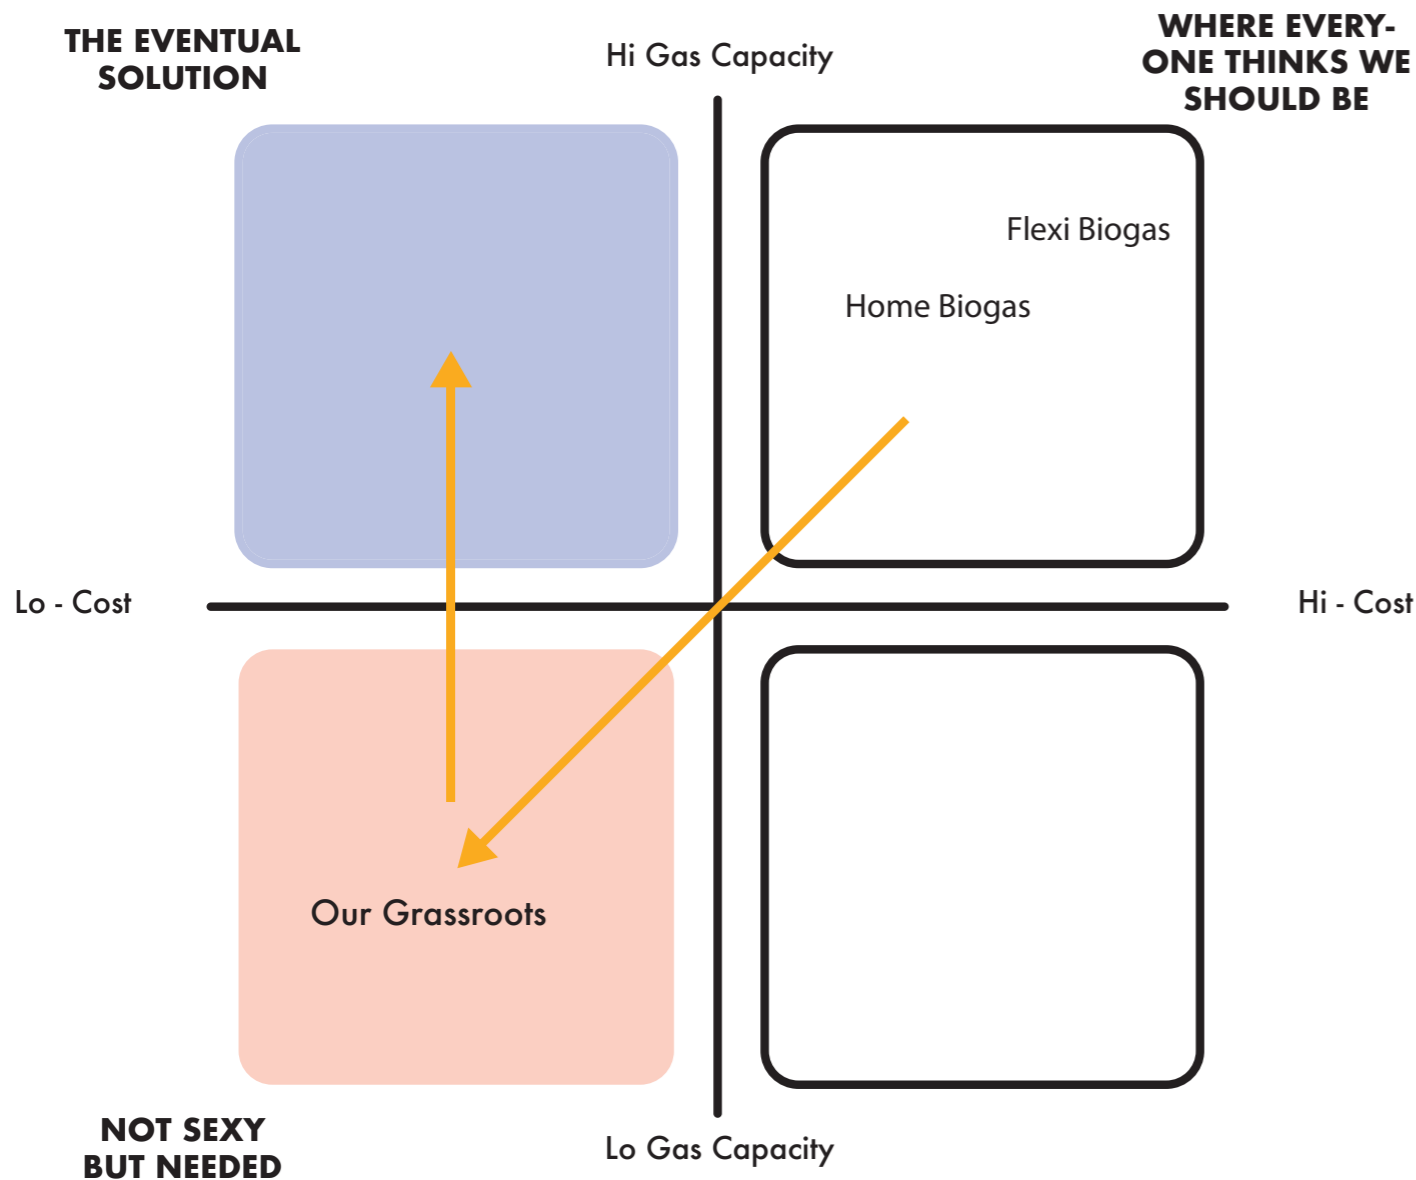 THE EVENTUAL
SOLUTION
Hi Gas Capacity
WHERE EVERY-
ONE THINKS WE
SHOULD BE
Flexi Biogas
Home Biogas
Lo - Cost
Hi - Cost
Our Grassroots
NOT SEXY
BUT NEEDED
Lo Gas Capacity